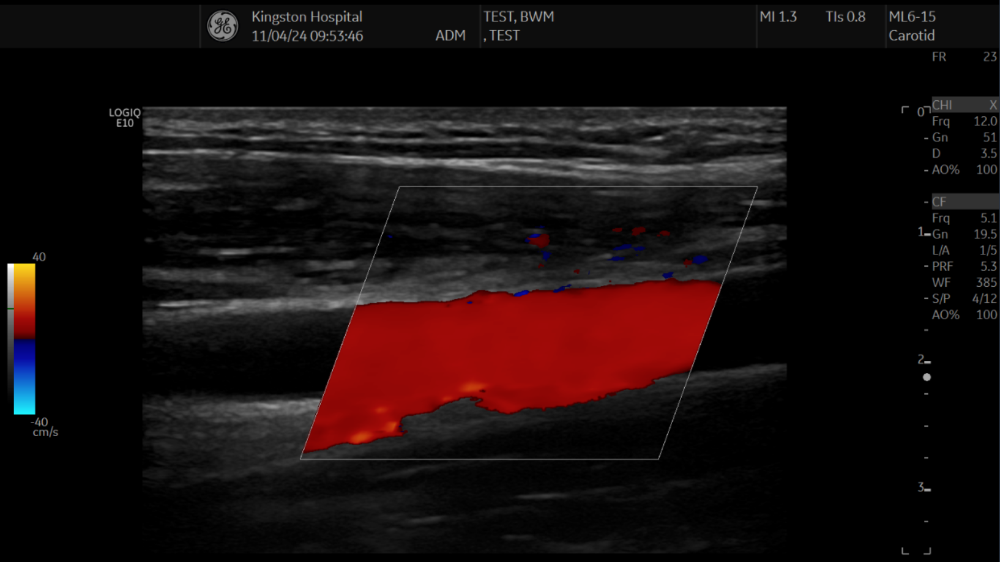 Kingston Hospital
11/04/24 09:53:46 ADM
TEST, BWM
, TEST
MI 1.3 TIs 0.8
ML6-15
Carotid
FR 23
LOGIQ
E10
CHI X
Frq 12.0
Gn 51
D 3.5
AO% 100
CF
Frq 5.1
Gn 19.5
L/A 1/5
PRF 5.3
WF 385
S/P 4/12
AO% 100
0
1
2
3
40
-40
cm/s